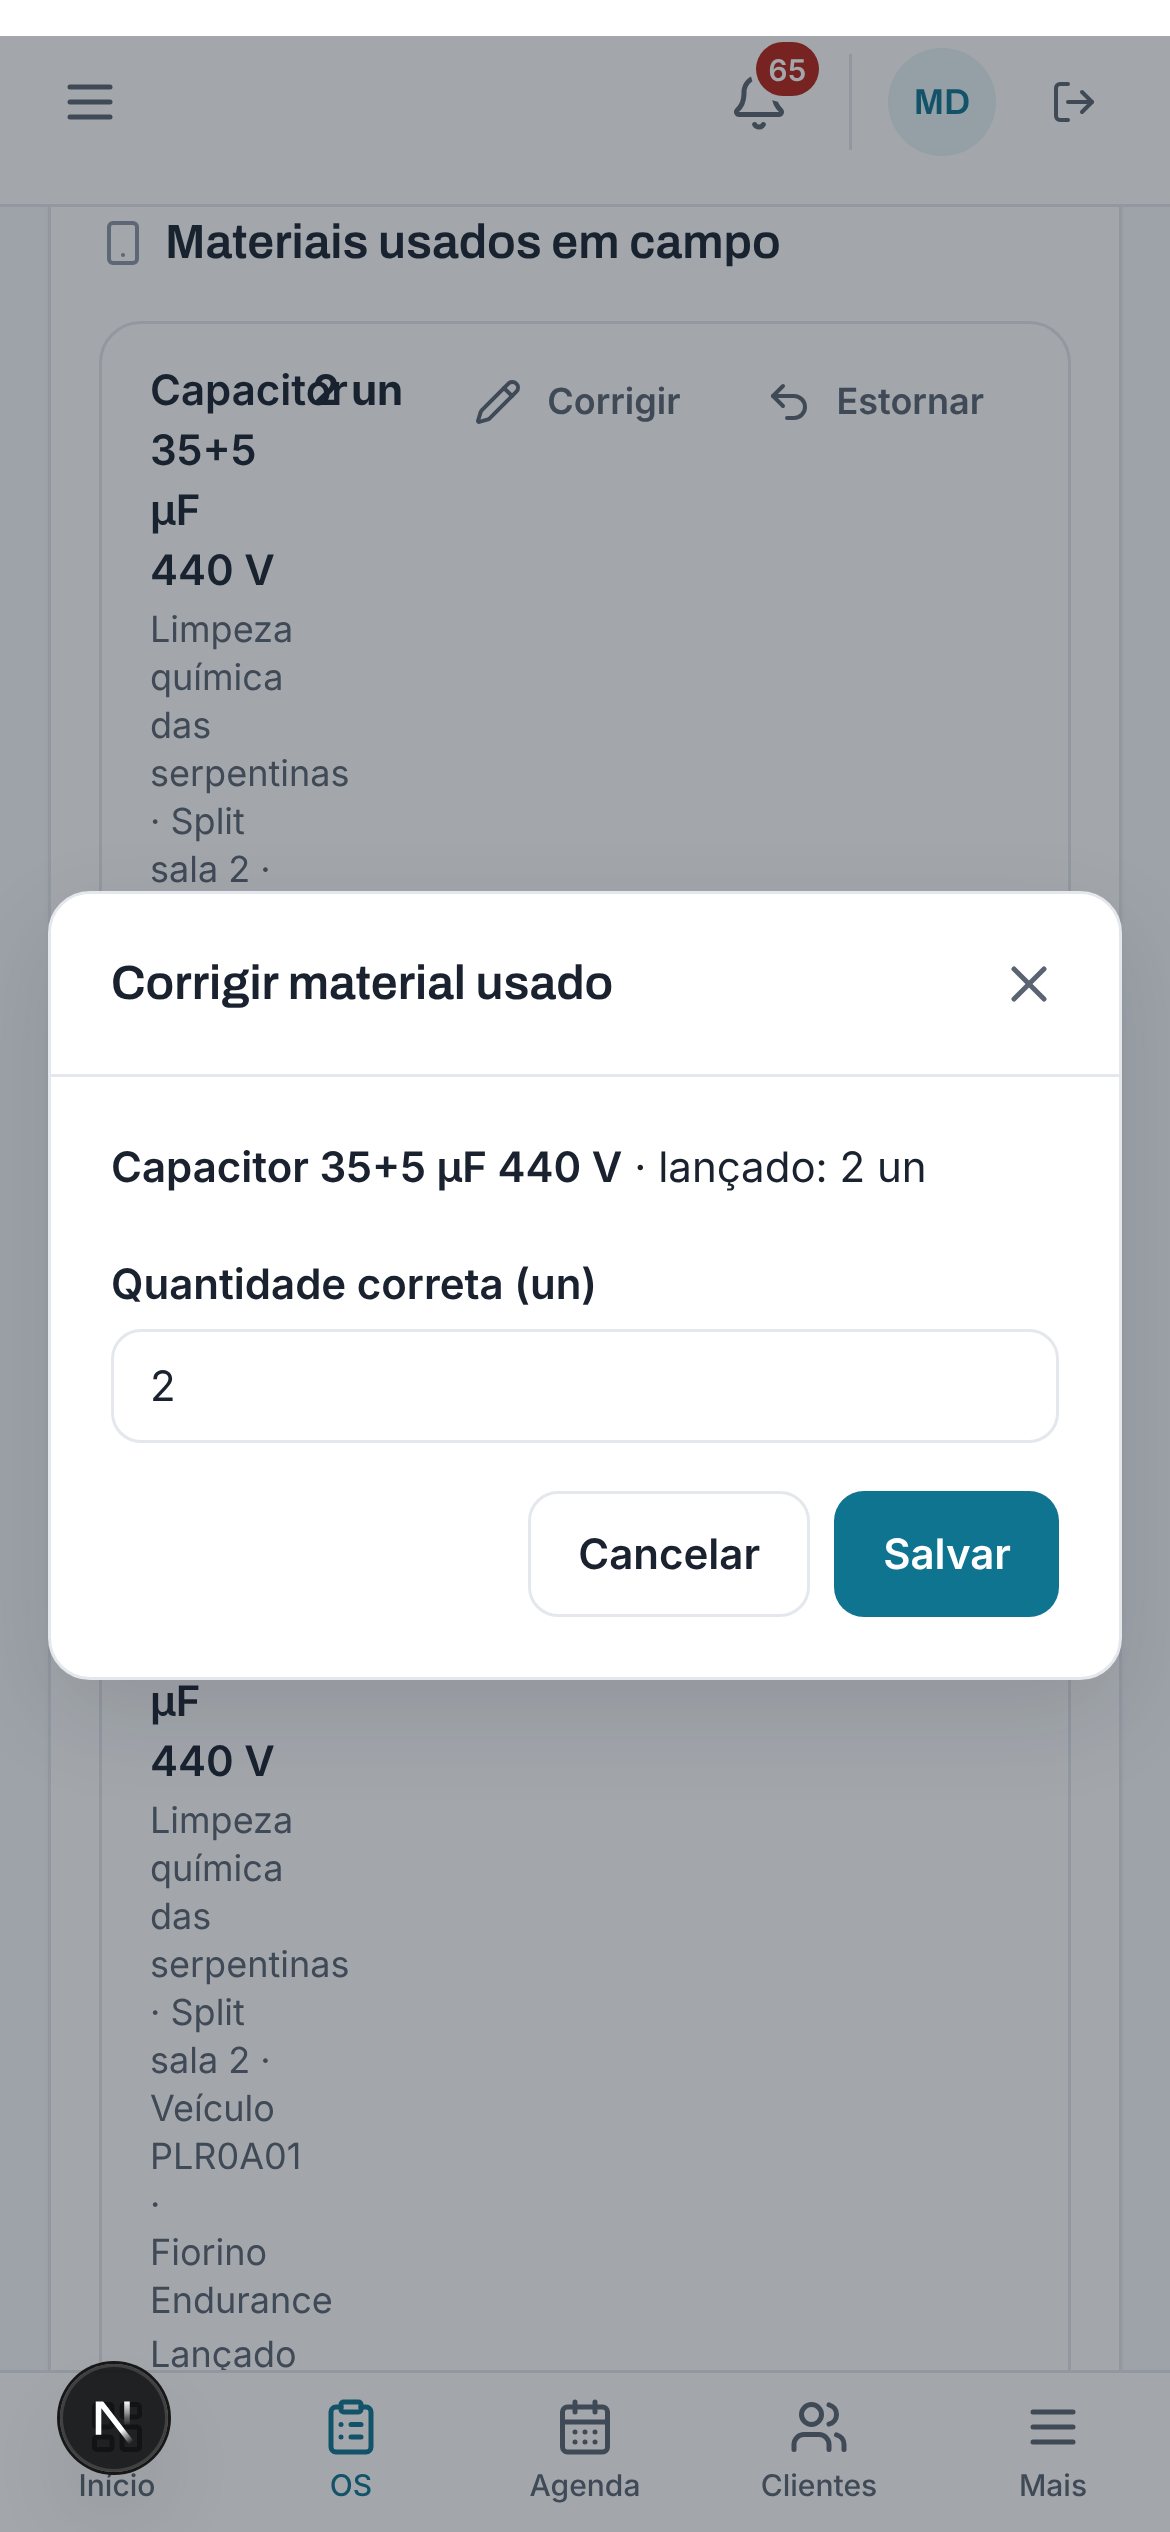 65
MD
Materiais usados em campo
Capacitor 2 un Corrigir Estornar
35+5
µF
440 V
Limpeza
química
das
serpentinas
· Split
sala 2 ·
Corrigir material usado
Capacitor 35+5 µF 440 V · lançado: 2 un
Quantidade correta (un)
2
Cancelar Salvar
µF
440 V
Limpeza
química
das
serpentinas
· Split
sala 2 ·
Veículo
PLR0A01
·
Fiorino
Endurance
Lançado
N
Início OS Agenda Clientes Mais